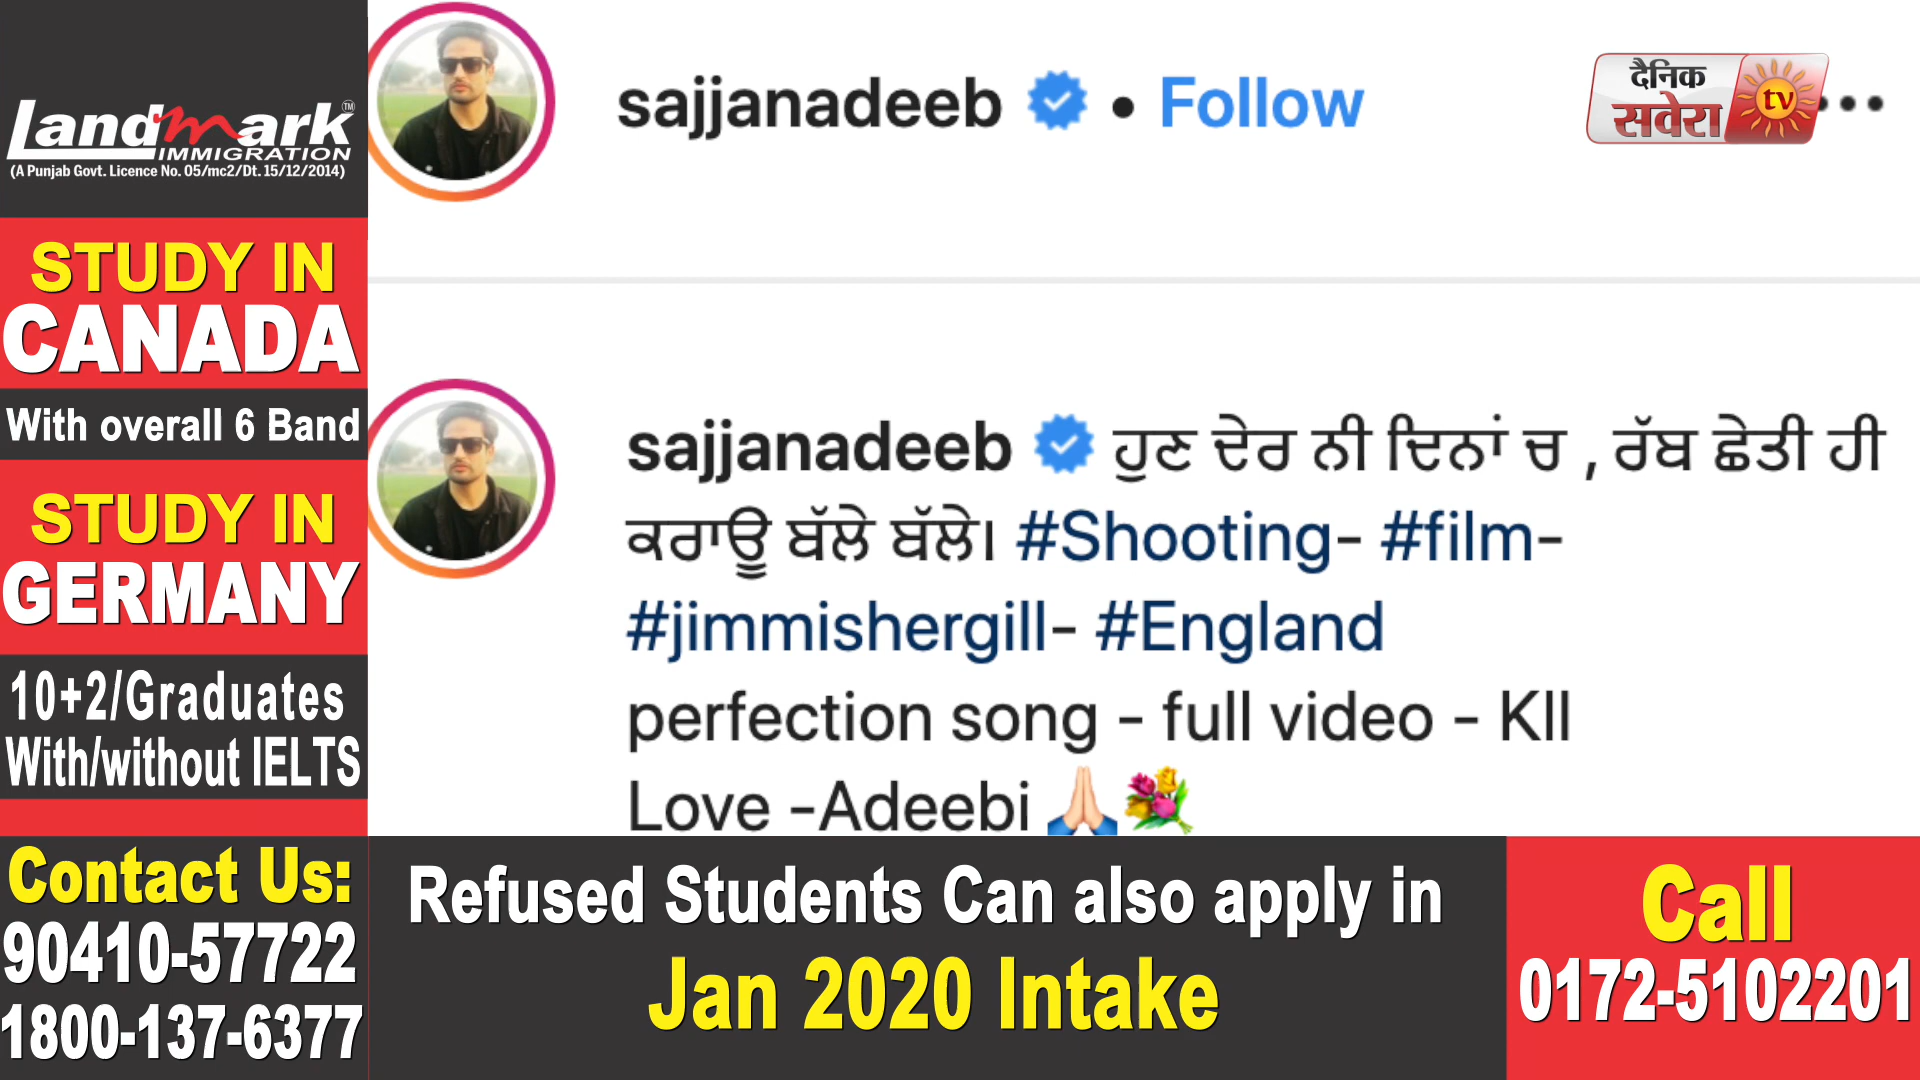 Landmark™
IMMIGRATION
(A Punjab Govt. Licence No. 05/mc2/Dt. 15/12/2014)
STUDY IN
CANADA
With overall 6 Band
STUDY IN
GERMANY
10+2/Graduates
With/without IELTS
Contact Us:
90410-57722
1800-137-6377
sajjanadeeb • Follow
दैनिक
सवेरा tv
sajjanadeeb ਹੁਣ ਦੇਰ ਨੀ ਦਿਨਾਂ ਚ , ਰੱਬ ਛੇਤੀ ਹੀ
ਕਰਾਊ ਬੱਲੇ ਬੱਲੇ। #Shooting- #film-
#jimmishergill- #England
perfection song - full video - Kll
Love -Adeebi 🙏🏻💐
Refused Students Can also apply in
Jan 2020 Intake
Call
0172-5102201